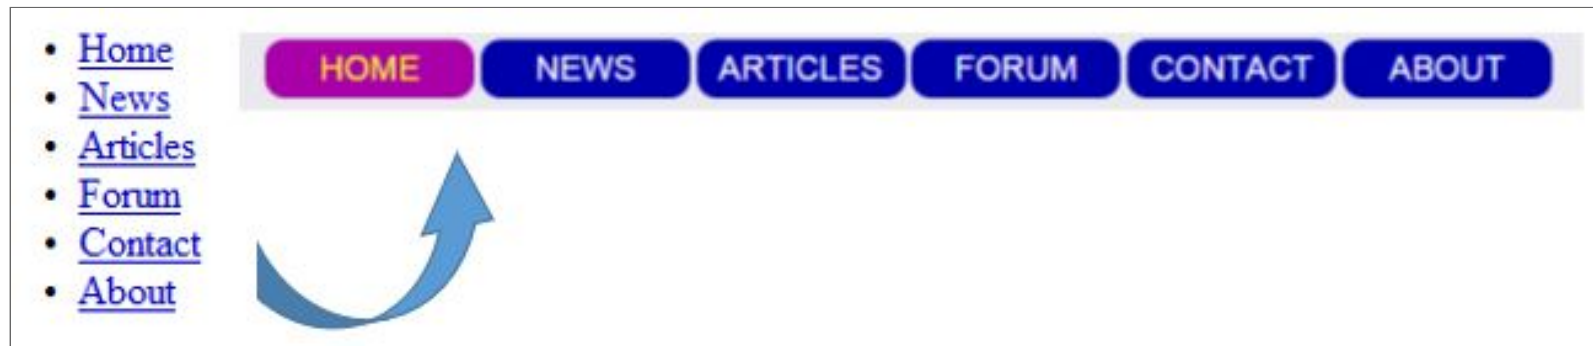 • Home
• News
• Articles
• Forum
• Contact
• About
HOME NEWS ARTICLES FORUM CONTACT ABOUT